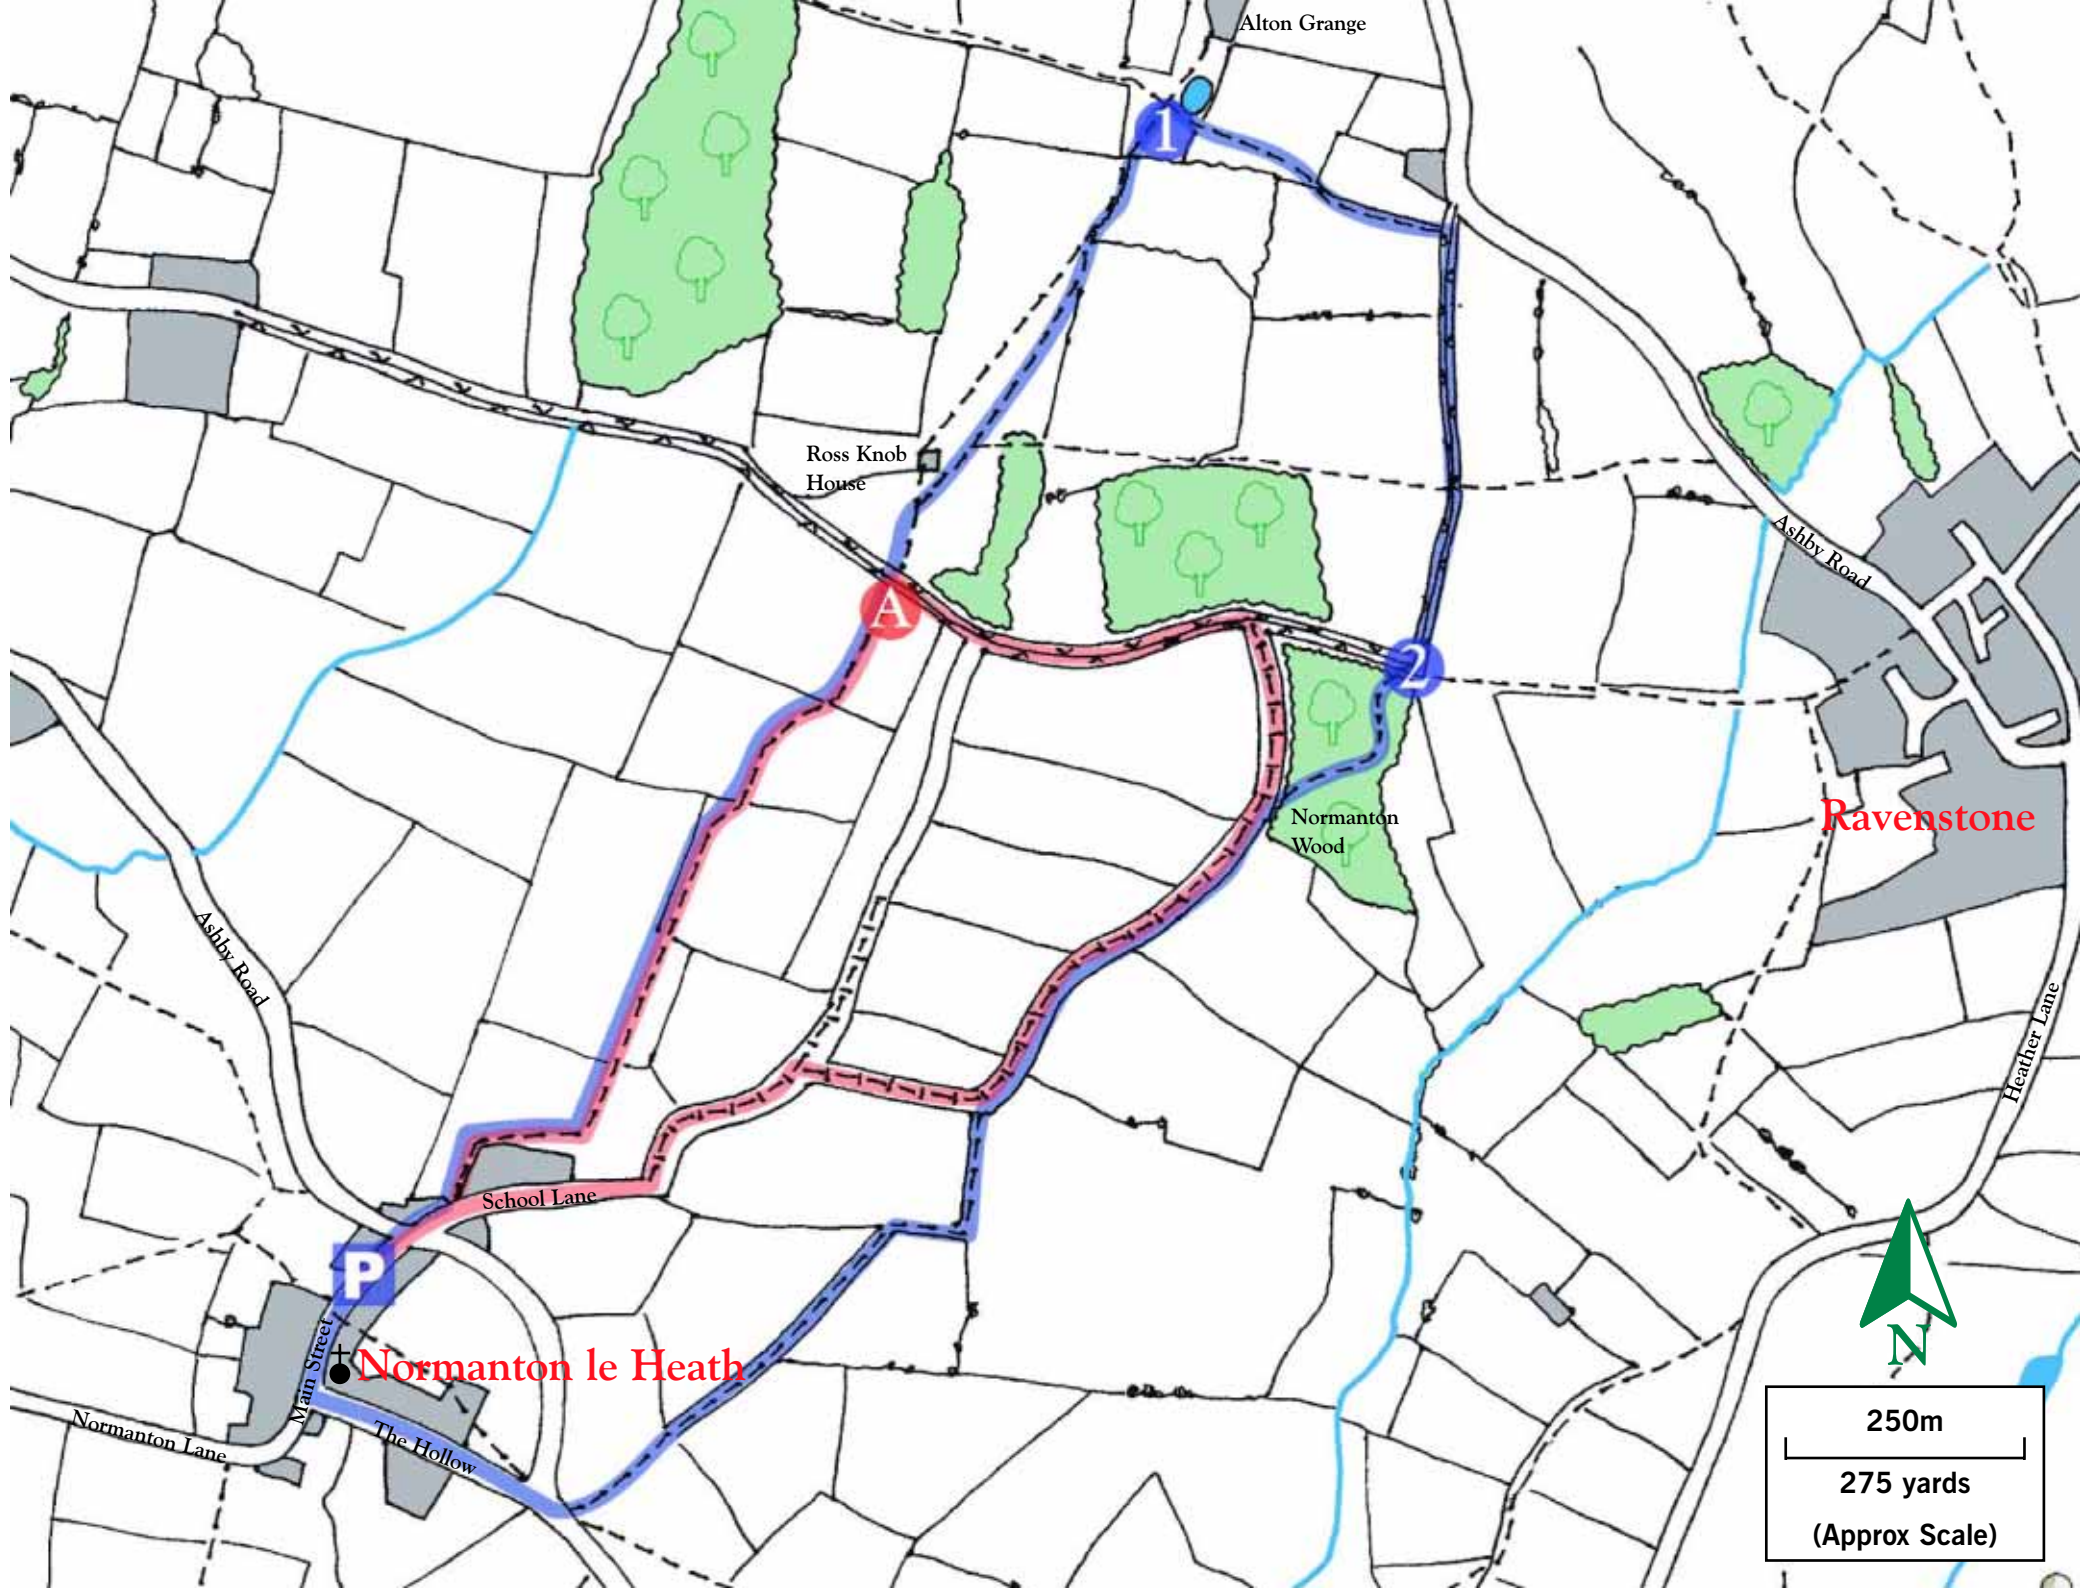 Alton Grange
1
Ross Knob
House
Ashby Road
A
2
Normanton
Wood
Ravenstone
Ashby Road
Heather Lane
School Lane
P
N
Main Street
Normanton le Heath
Normanton Lane
The Hollow
250m
275 yards
(Approx Scale)